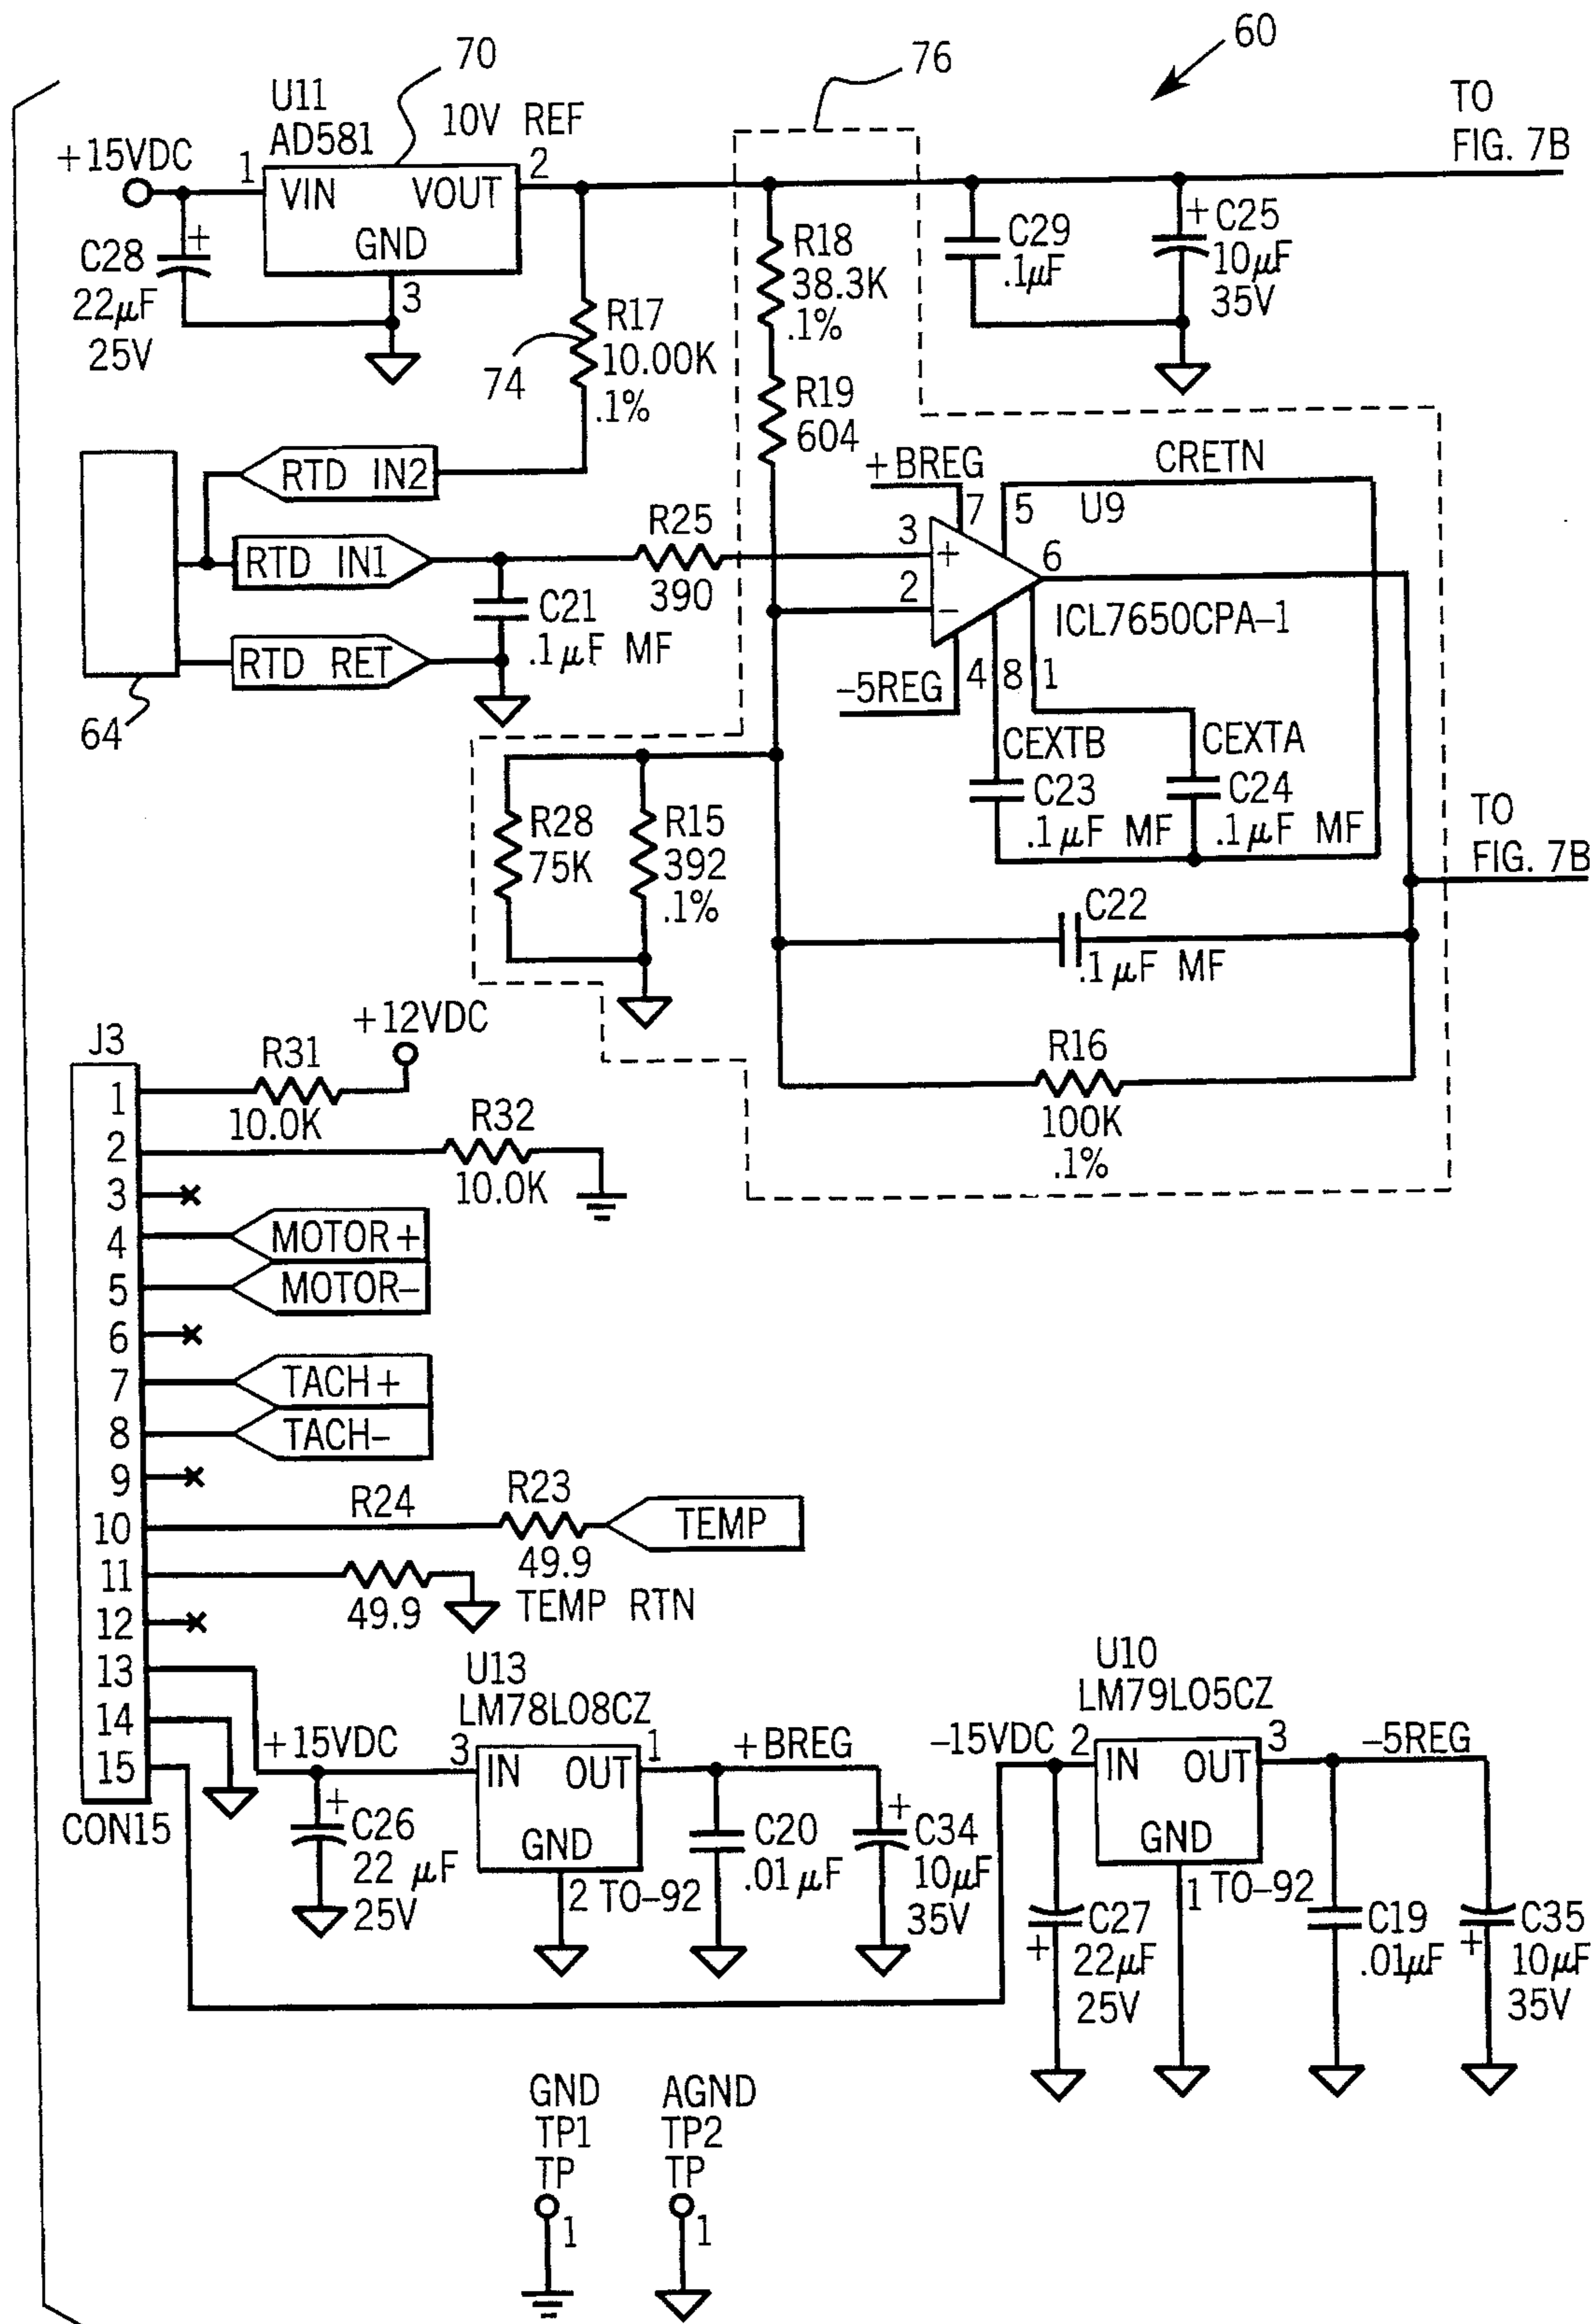 60
70
76
U11
AD581
10V REF
TO
FIG. 7B
+15VDC
1
VIN
VOUT
2
GND
3
C28
22µF
25V
+
R17
10.00K
.1%
74
R18
38.3K
.1%
C29
.1µF
+
C25
10µF
35V
R19
604
RTD IN2
RTD IN1
RTD RET
64
R25
390
C21
.1µF MF
+BREG
7
CRETN
5
U9
3
+
2
−
6
ICL7650CPA−1
−5REG
4
8
1
CEXTB
C23
.1µF MF
CEXTA
C24
.1µF MF
TO
FIG. 7B
R28
75K
R15
392
.1%
C22
.1µF MF
R16
100K
.1%
J3
+12VDC
R31
10.0K
R32
10.0K
1
2
3
4
MOTOR+
5
MOTOR−
6
7
TACH+
8
TACH−
9
10
R24
R23
49.9
TEMP
11
49.9
TEMP RTN
12
13
14
15
CON15
+15VDC
+
C26
22 µF
25V
U13
LM78LO8CZ
3
IN
OUT
1
GND
2
TO−92
+BREG
C20
.01µF
+
C34
10µF
35V
U10
LM79LO5CZ
−15VDC
2
IN
OUT
3
GND
1
TO−92
−5REG
+
C27
22µF
25V
C19
.01µF
+
C35
10µF
35V
GND
TP1
TP
1
AGND
TP2
TP
1